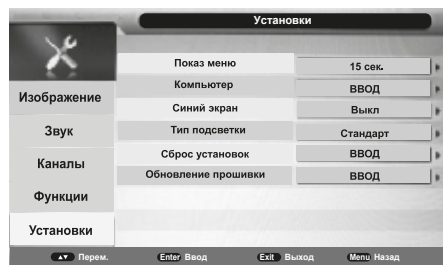 Установки
Изображение
Звук
Каналы
Функции
Установки
Показ меню 15 сек.
Компьютер ВВОД
Синий экран Выкл
Тип подсветки Стандарт
Сброс установок ВВОД
Обновление прошивки ВВОД
▲▼ Перем. Enter Ввод Exit Выход Menu Назад